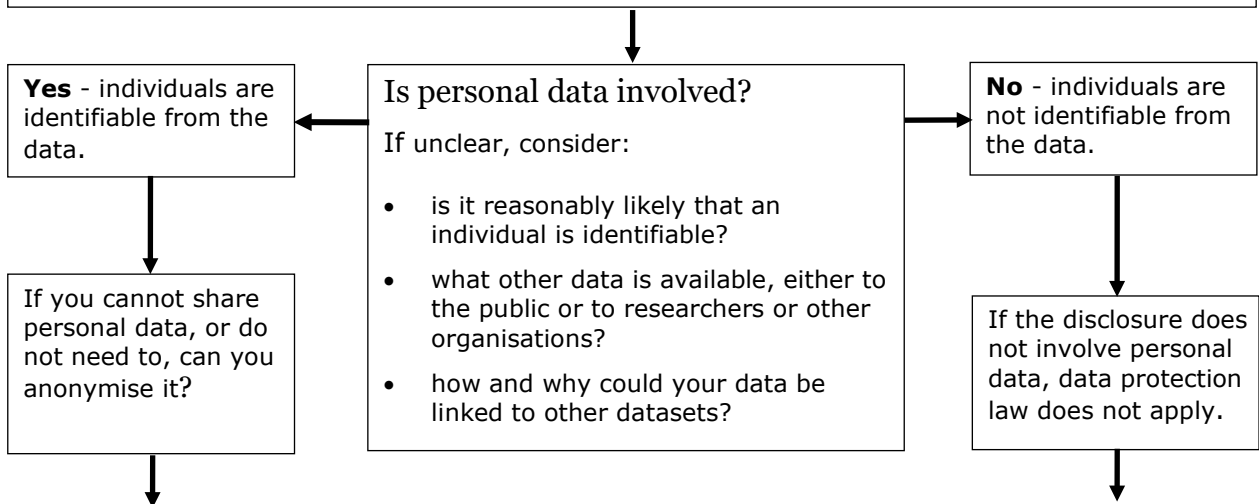 Yes - individuals are
identifiable from the
data.
Is personal data involved?
If unclear, consider:
• is it reasonably likely that an
individual is identifiable?
• what other data is available, either to
the public or to researchers or other
organisations?
• how and why could your data be
linked to other datasets?
No - individuals are
not identifiable from
the data.
If you cannot share
personal data, or do
not need to, can you
anonymise it?
If the disclosure does
not involve personal
data, data protection
law does not apply.